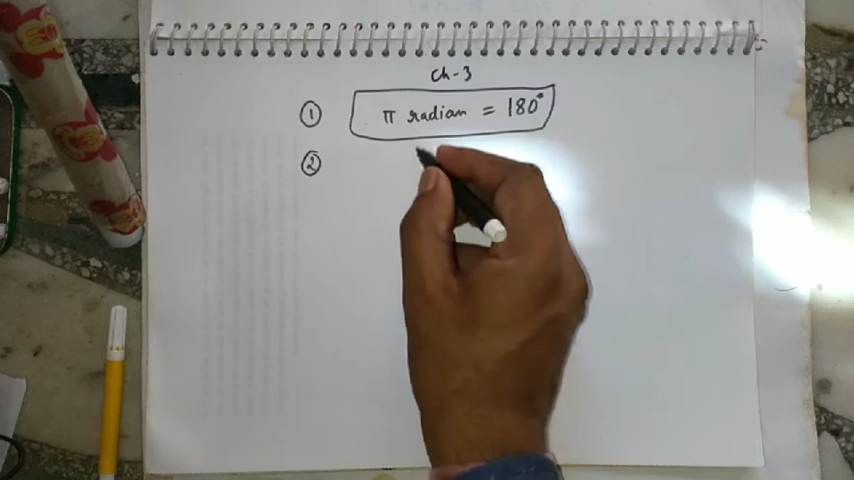 Ch-3
① π radian = 180°
②